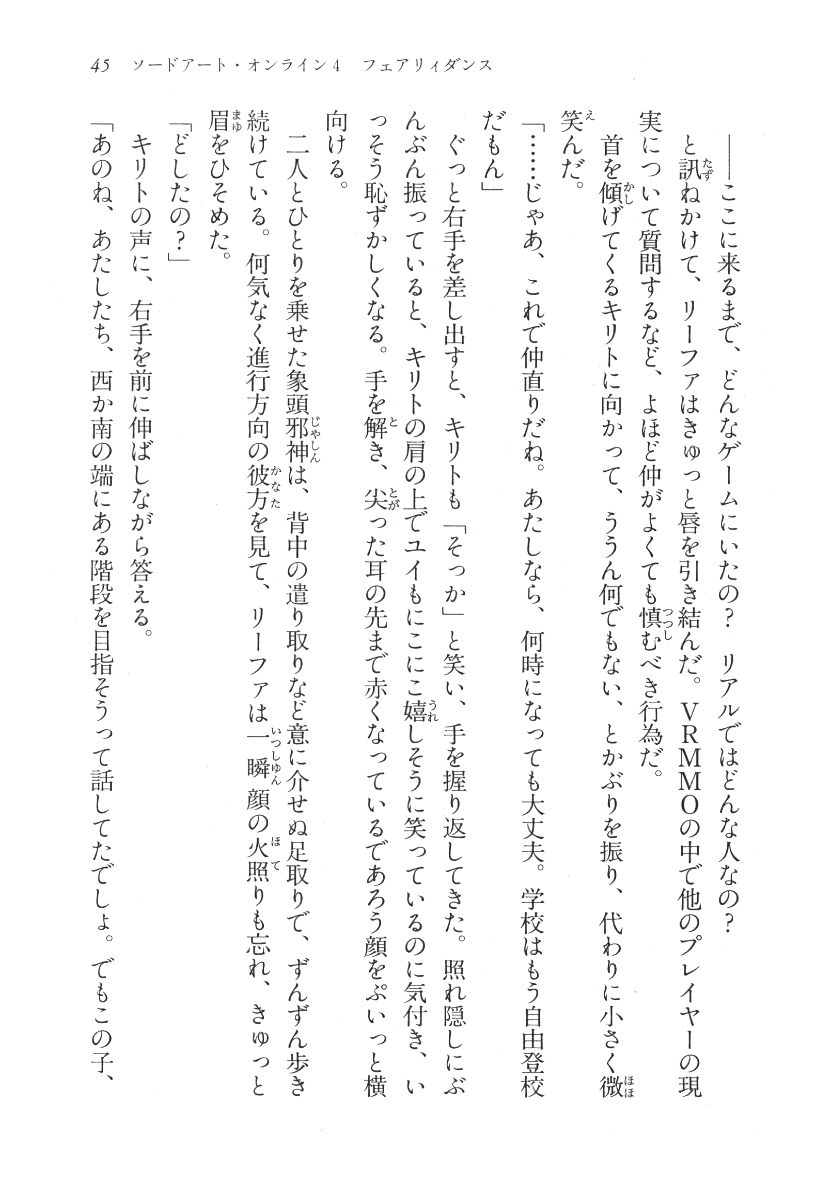 45　ソードアート・オンライン4　フェアリィダンス
――ここに来るまで、どんなゲームにいたの？　リアルではどんな人なの？
と訊ねかけて、リーファはきゅっと唇を引き結んだ。ＶＲＭＭＯの中で他のプレイヤーの現
実について質問するなど、よほど仲がよくても慎むべき行為だ。
首を傾げてくるキリトに向かって、ううん何でもない、とかぶりを振り、代わりに小さく微
笑んだ。
「……じゃあ、これで仲直りだね。あたしなら、何時になっても大丈夫。学校はもう自由登校
だもん」
ぐっと右手を差し出すと、キリトも「そっか」と笑い、手を握り返してきた。照れ隠しにぶ
んぶん振っていると、キリトの肩の上でユイもにこにこ嬉しそうに笑っているのに気付き、い
っそう恥ずかしくなる。手を解き、尖った耳の先まで赤くなっているであろう顔をぷいっと横
向ける。
二人とひとりを乗せた象頭邪神は、背中の遣り取りなど意に介せぬ足取りで、ずんずん歩き
続けている。何気なく進行方向の彼方を見て、リーファは一瞬顔の火照りも忘れ、きゅっと
眉をひそめた。
「どしたの？」
キリトの声に、右手を前に伸ばしながら答える。
「あのね、あたしたち、西か南の端にある階段を目指そうって話してたでしょ。でもこの子、